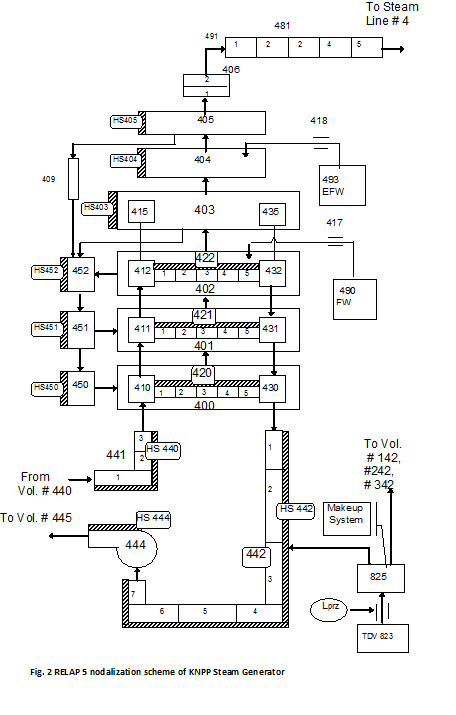 To Steam
Line # 4
481
491
1 2 2 4 5
406
2
1
HS405
405
418
HS404
404
409
493
EFW
HS403
415
403
435
417
422
HS452
452
412
1 2 3 4 5
432
402
490
FW
421
HS451
451
411
1 2 3 4 5
431
401
420
HS450
450
410
1 2 3 4 5
430
400
441
3
2
HS 440
1
From
Vol. # 440
1
2
To Vol.
# 142,
#242,
# 342
To Vol. # 445
HS 444
444
HS 442
Makeup
System
442
3
825
7
6 5 4
Lprz
TDV 823
Fig. 2 RELAP 5 nodalization scheme of KNPP Steam Generator